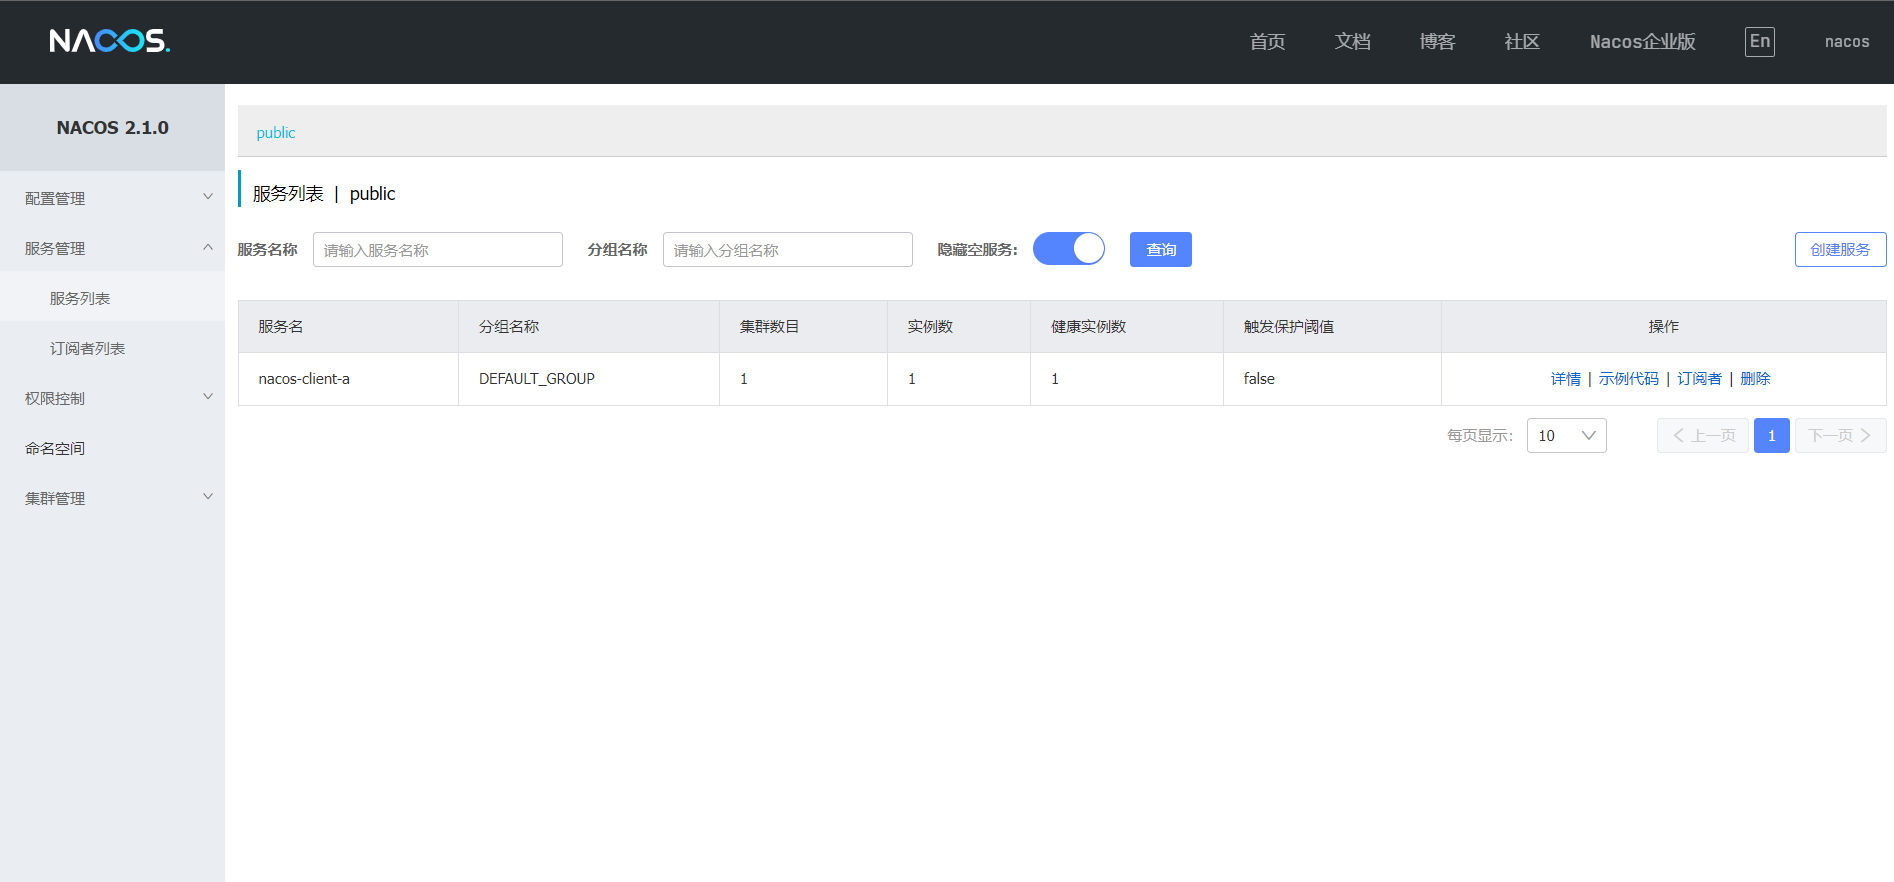 NACOS.
首页 文档 博客 社区 Nacos企业版 En nacos
NACOS 2.1.0
配置管理
服务管理
服务列表
订阅者列表
权限控制
命名空间
集群管理
public
服务列表 | public
服务名称 请输入服务名称 分组名称 请输入分组名称 隐藏空服务: 查询 创建服务
服务名 分组名称 集群数目 实例数 健康实例数 触发保护阈值 操作
nacos-client-a DEFAULT_GROUP 1 1 1 false 详情 | 示例代码 | 订阅者 | 删除
每页显示: 10 上一页 1 下一页